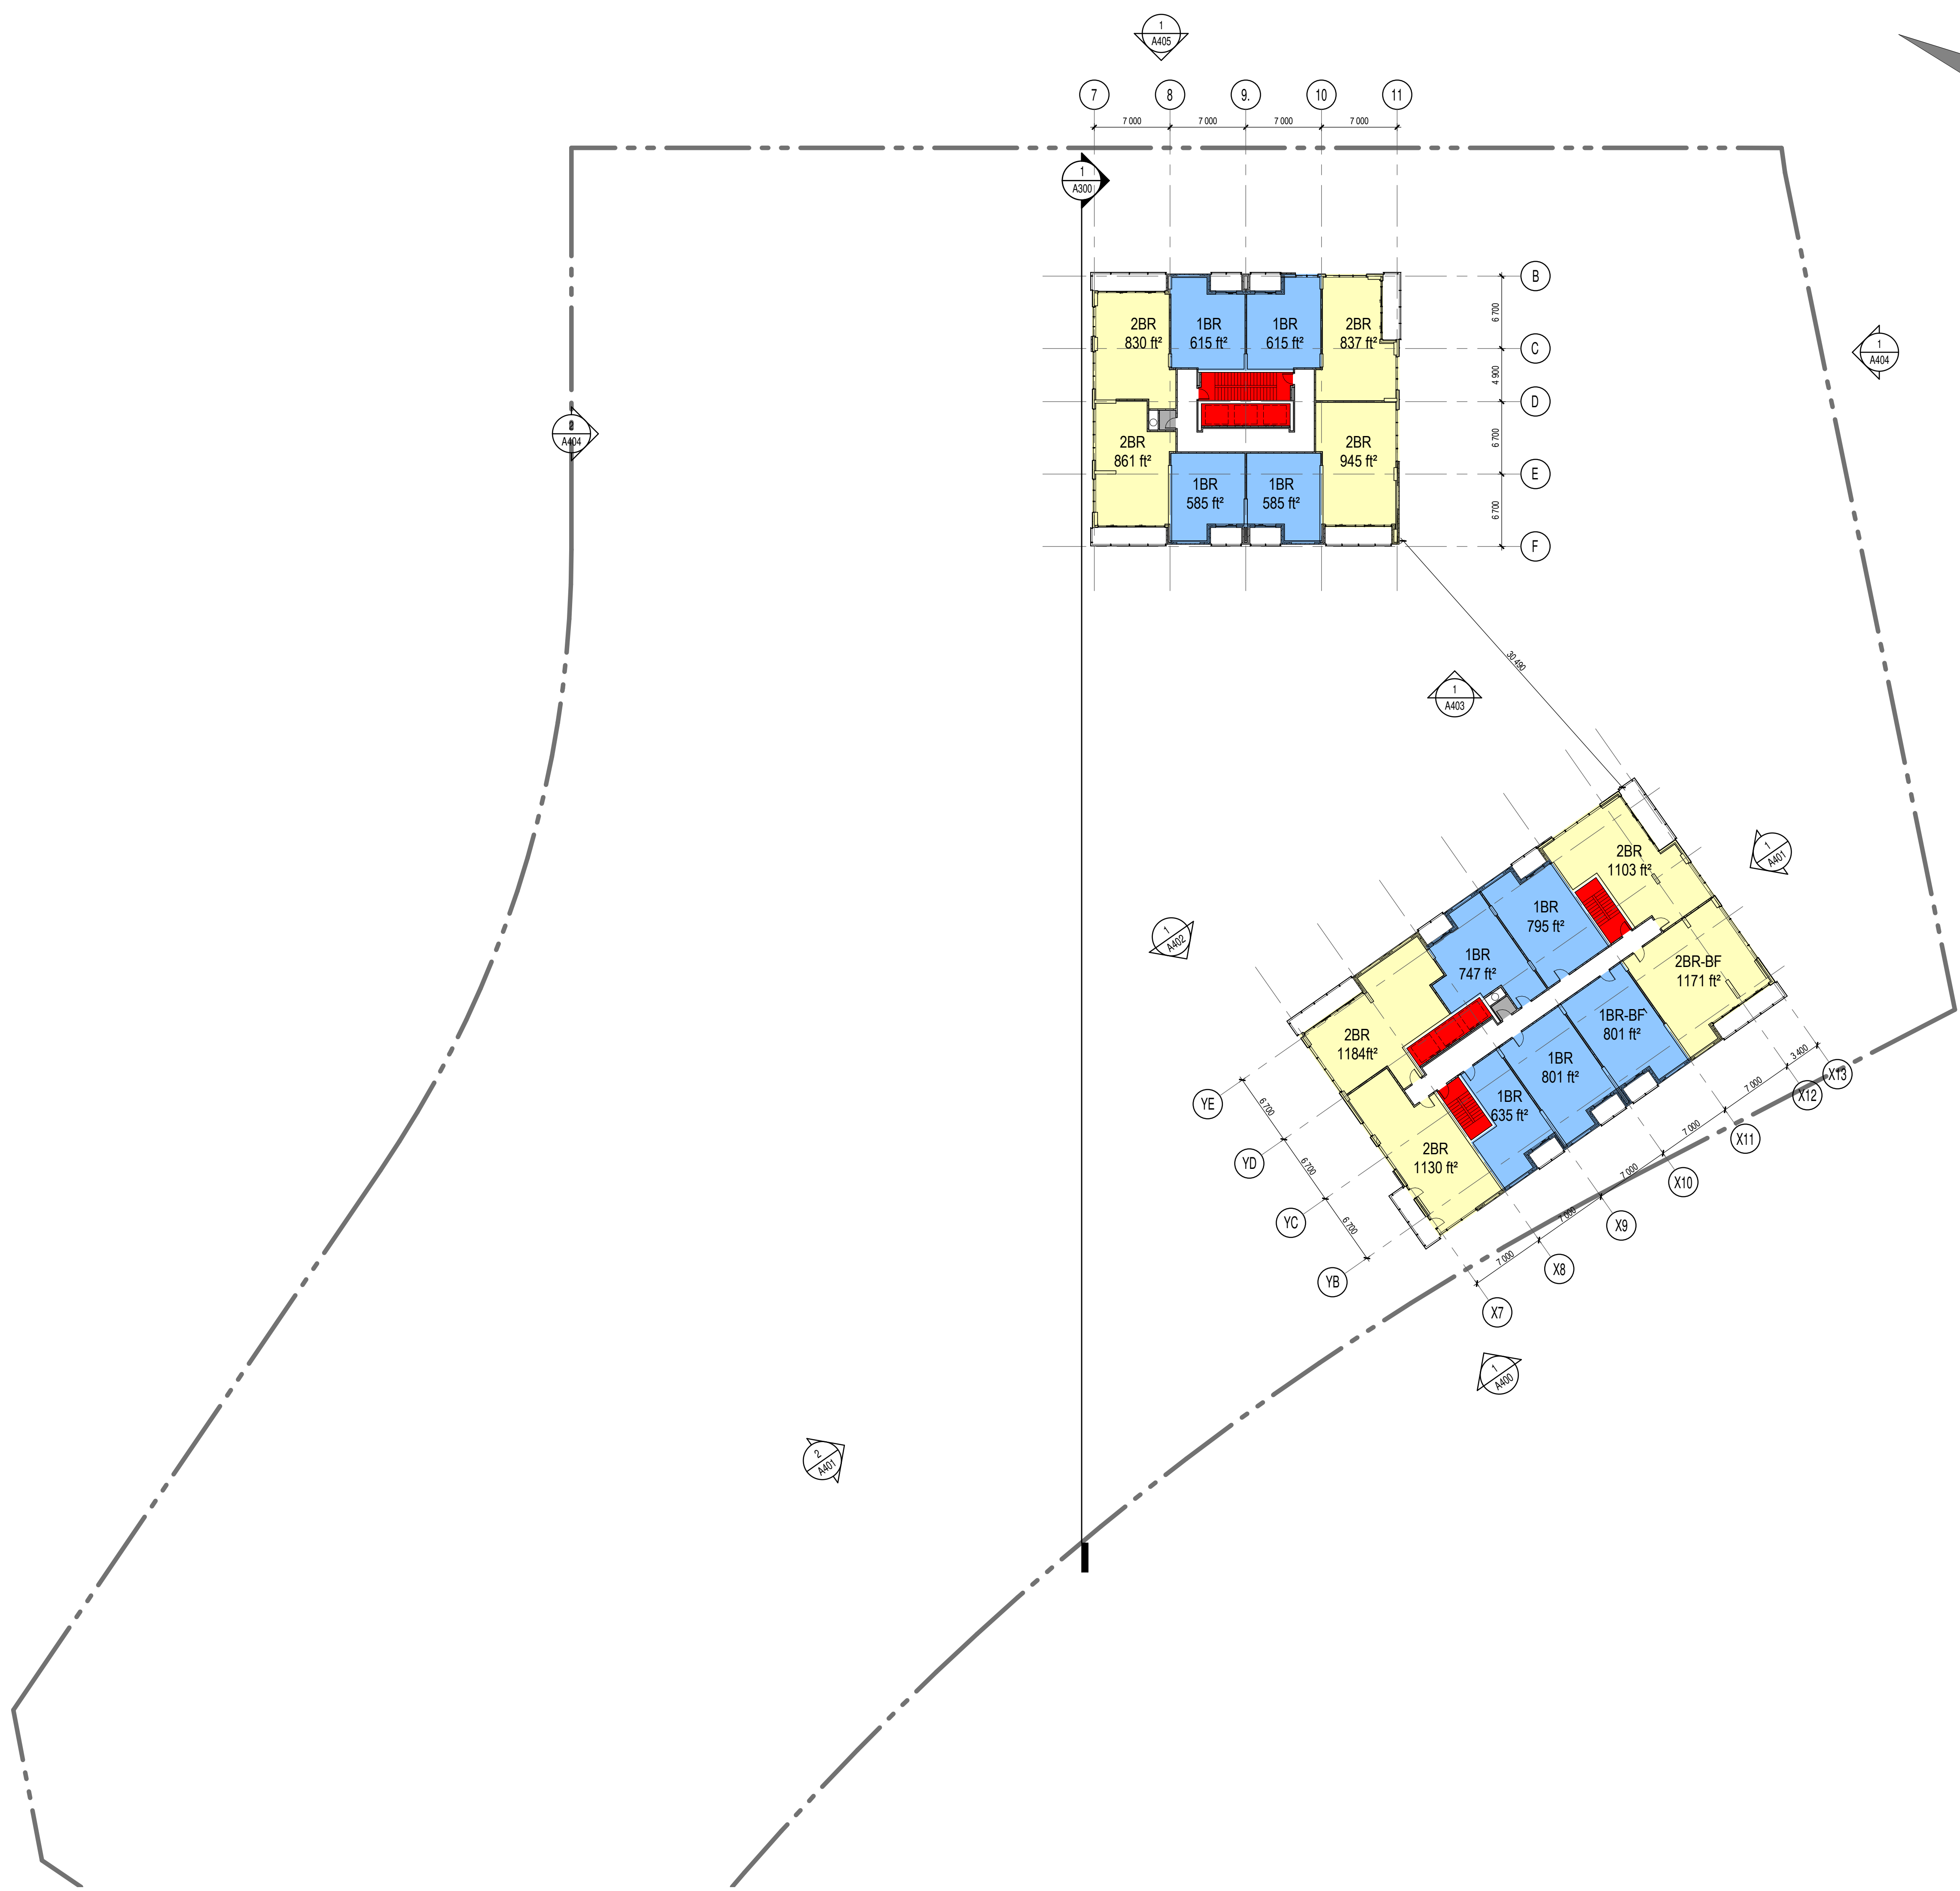 1
A405
7
8
9.
10
11
7 000
7 000
7 000
7 000
1
A300
B
6 700
C
4 900
D
6 700
E
6 700
F
2BR
830 ft²
1BR
615 ft²
1BR
615 ft²
2BR
837 ft²
2BR
861 ft²
1BR
585 ft²
1BR
585 ft²
2BR
945 ft²
1
A404
A404
30 490
1
A403
1
A401
1
A402
2BR
1103 ft²
1BR
795 ft²
1BR
747 ft²
2BR-BF
1171 ft²
1BR-BF
801 ft²
2BR
1184ft²
1BR
801 ft²
1BR
635 ft²
2BR
1130 ft²
YE
6 700
YD
6 700
YC
6 700
YB
3 400
X13
7 000
X12
7 000
X11
7 000
X10
7 000
X9
7 000
X8
X7
1
A400
2
A401